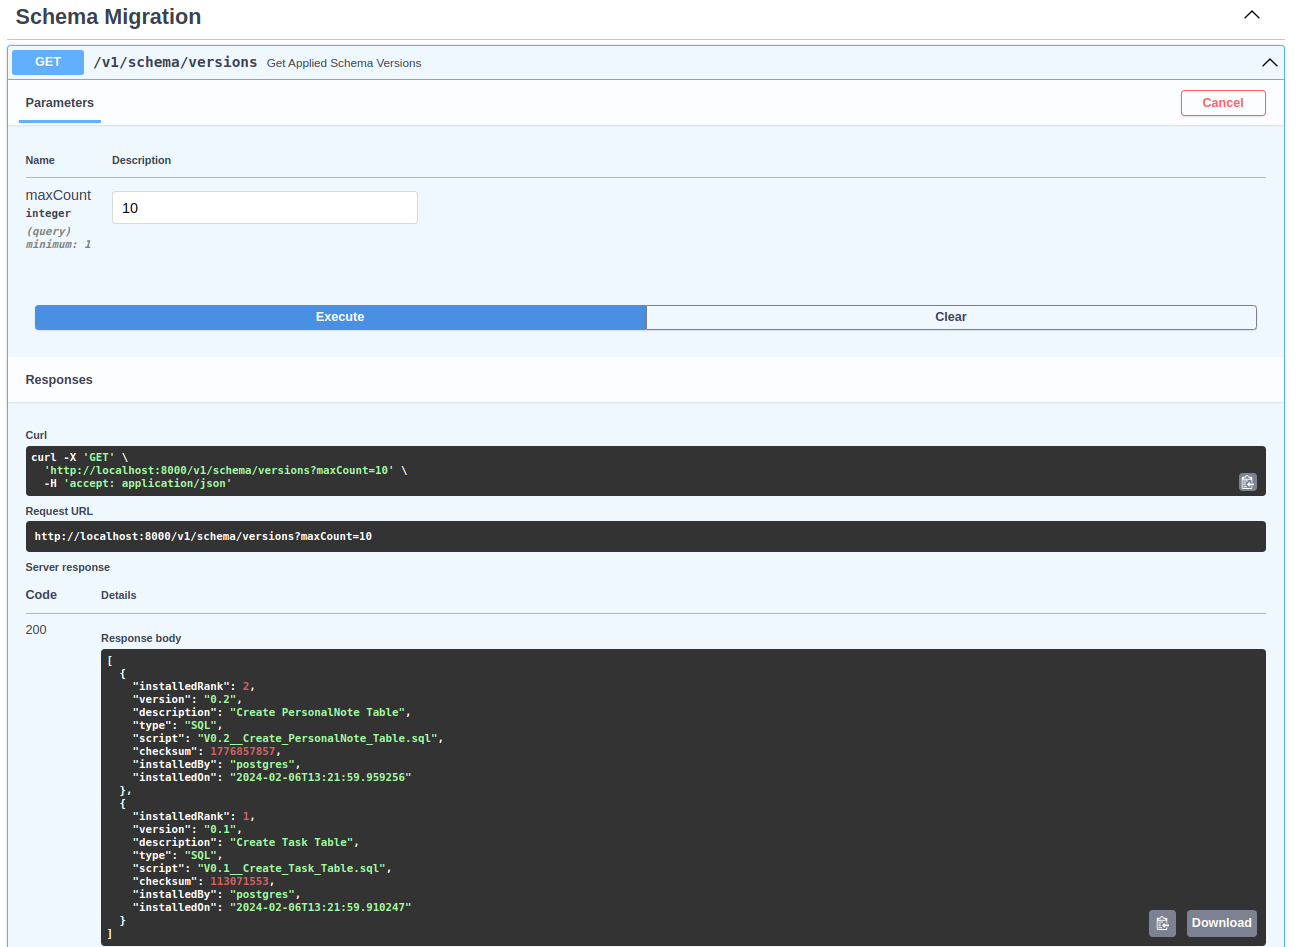 Schema Migration
GET /v1/schema/versions Get Applied Schema Versions
Parameters
Cancel
Name Description
maxCount
integer
(query)
minimum: 1
10
Execute Clear
Responses
Curl
curl -X 'GET' \
  'http://localhost:8000/v1/schema/versions?maxCount=10' \
  -H 'accept: application/json'
Request URL
http://localhost:8000/v1/schema/versions?maxCount=10
Server response
Code Details
200
Response body
[
  {
    "installedRank": 2,
    "version": "0.2",
    "description": "Create PersonalNote Table",
    "type": "SQL",
    "script": "V0.2__Create_PersonalNote_Table.sql",
    "checksum": 1776857857,
    "installedBy": "postgres",
    "installedOn": "2024-02-06T13:21:59.959256"
  },
  {
    "installedRank": 1,
    "version": "0.1",
    "description": "Create Task Table",
    "type": "SQL",
    "script": "V0.1__Create_Task_Table.sql",
    "checksum": 113071553,
    "installedBy": "postgres",
    "installedOn": "2024-02-06T13:21:59.910247"
  }
]
Download